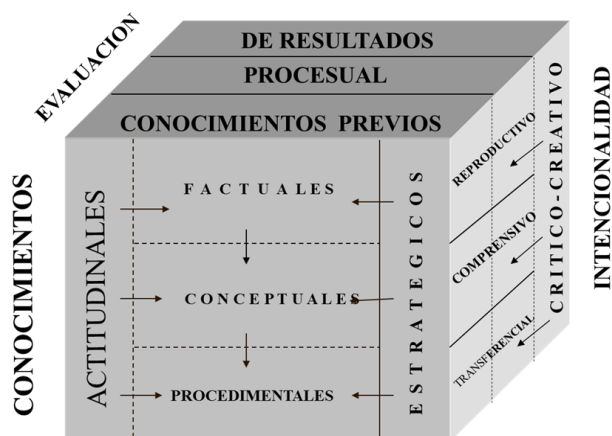 EVALUACION
DE RESULTADOS
PROCESUAL
CONOCIMIENTOS PREVIOS
CONOCIMIENTOS
ACTITUDINALES
FACTUALES
CONCEPTUALES
PROCEDIMENTALES
ESTRATEGICOS
REPRODUCTIVO
COMPRENSIVO
TRANSFERENCIAL
CRITICO-CREATIVO
INTENCIONALIDAD